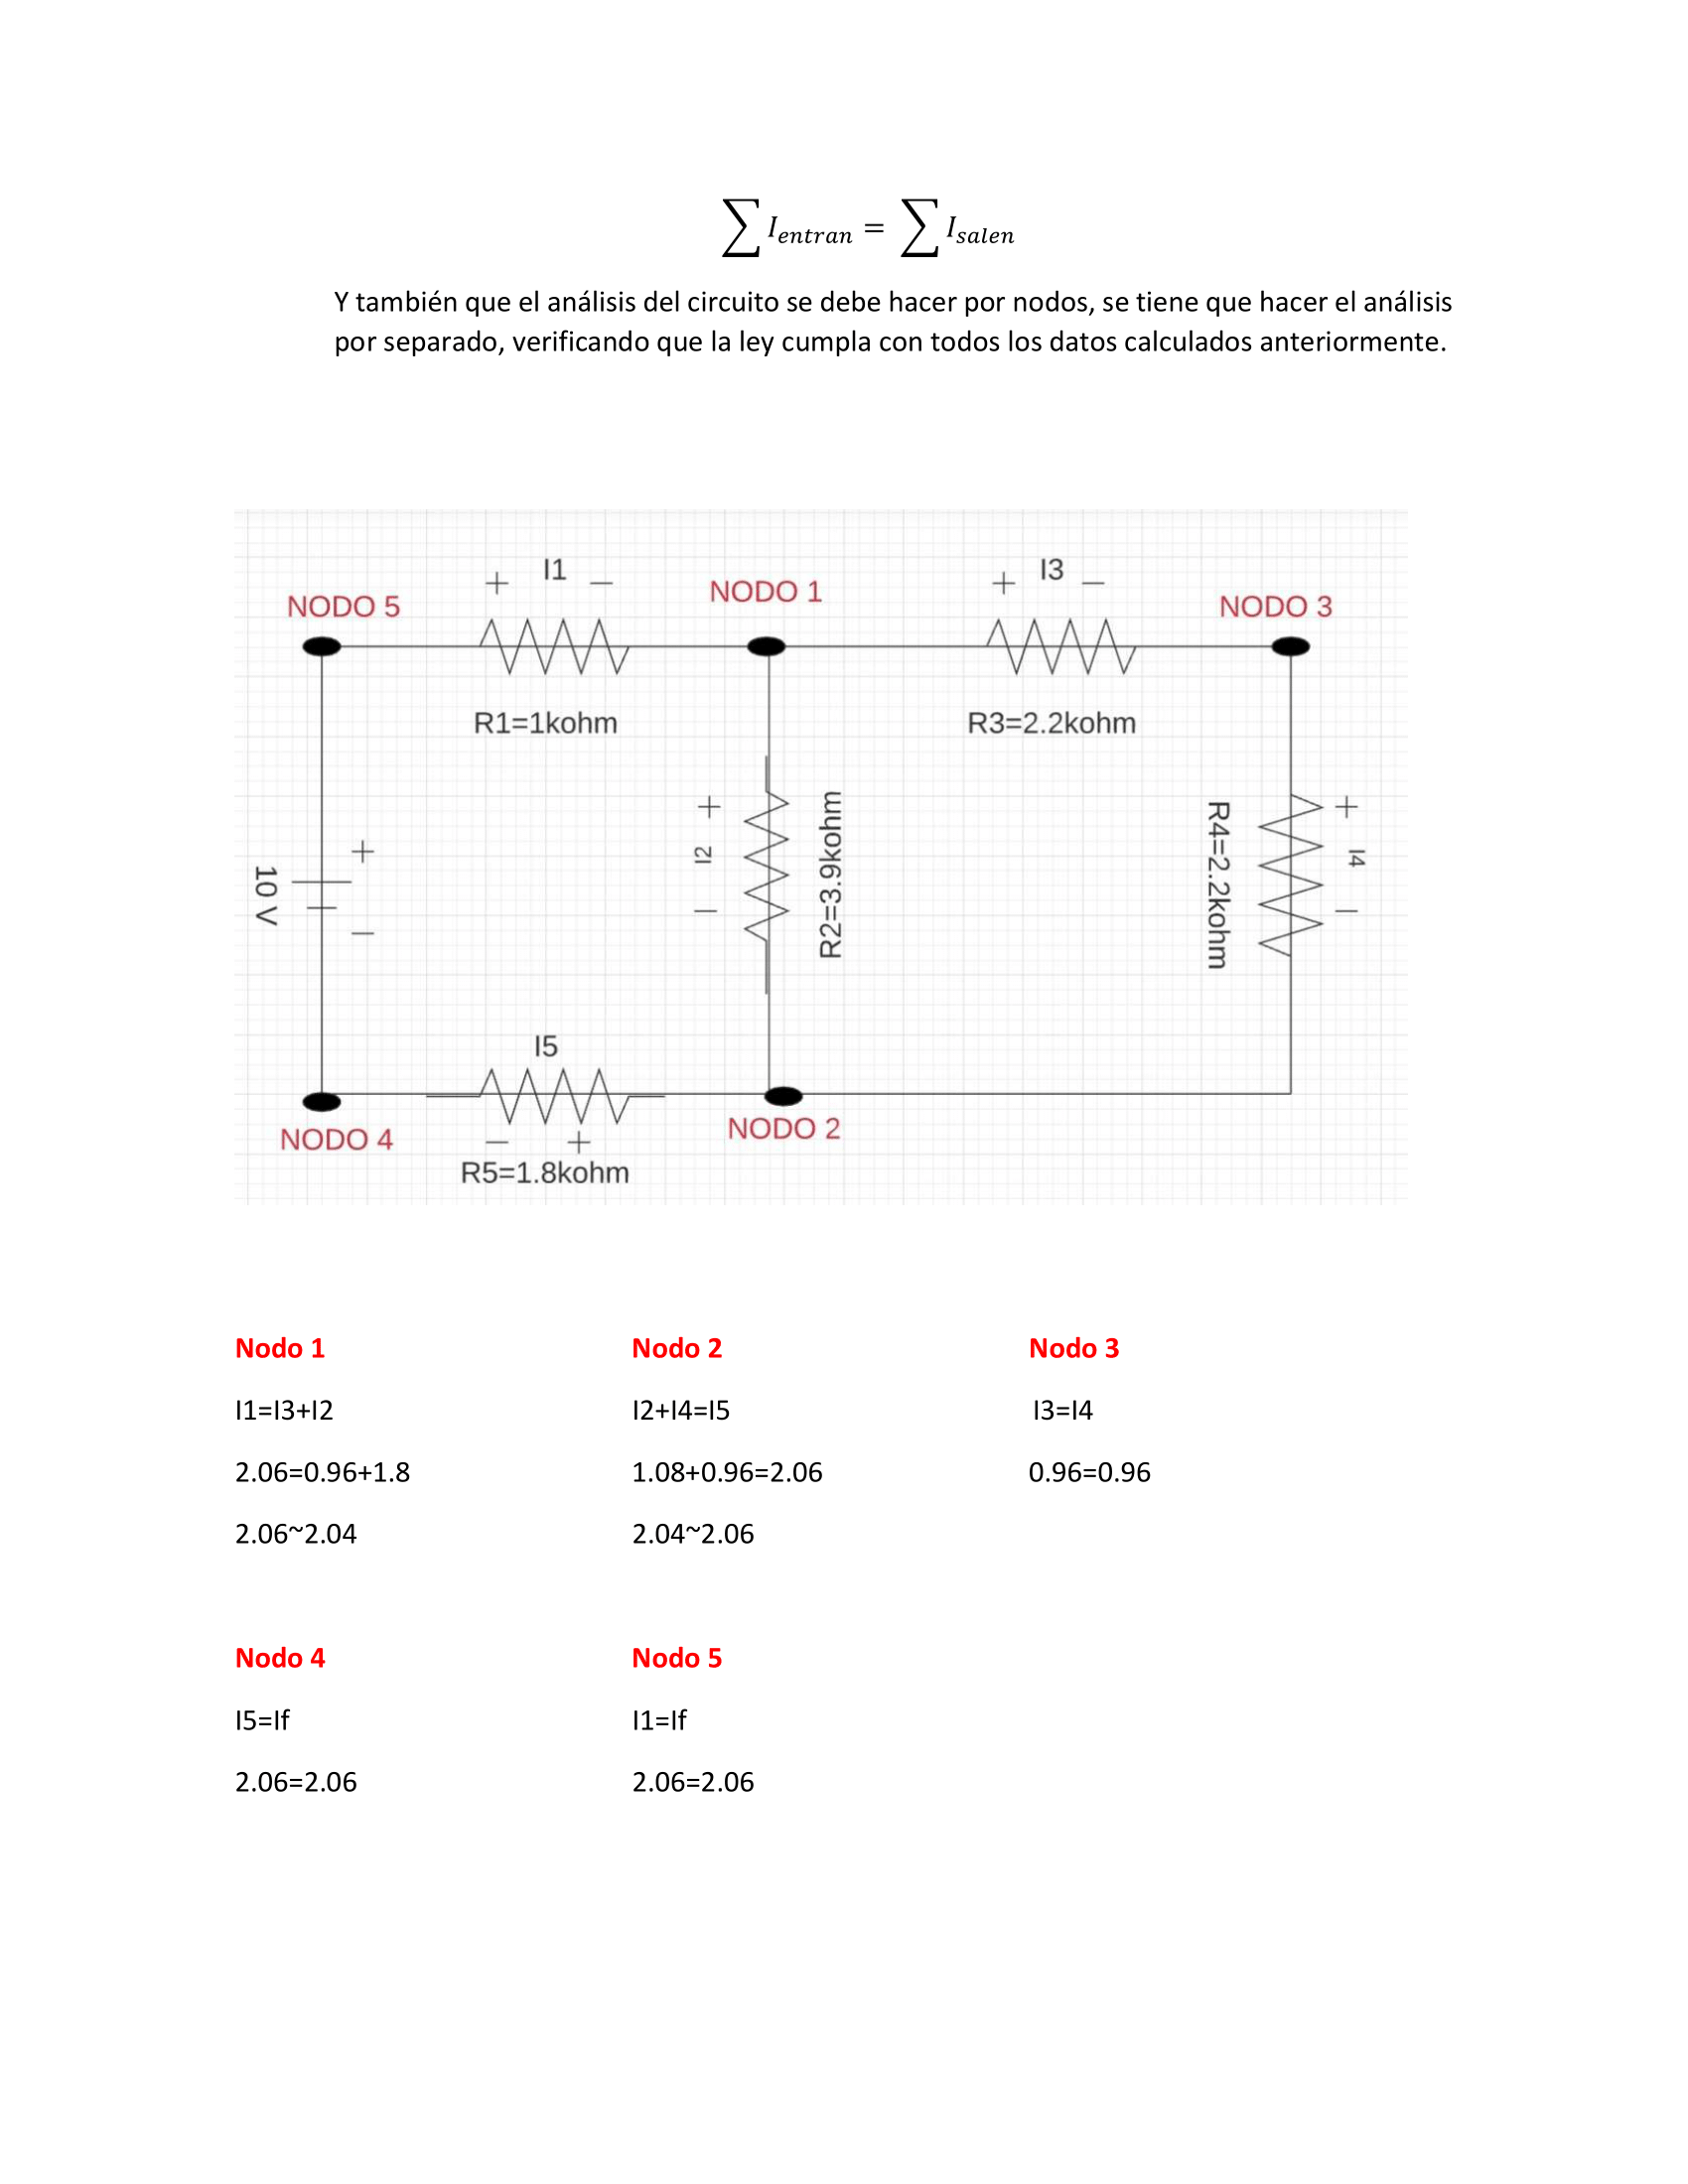 ∑ I_entran = ∑ I_salen
Y también que el análisis del circuito se debe hacer por nodos, se tiene que hacer el análisis
por separado, verificando que la ley cumpla con todos los datos calculados anteriormente.
+ I1 −
+ I3 −
NODO 5
NODO 1
NODO 3
R1=1kohm
R3=2.2kohm
10 V
+
−
+
I2
−
R2=3.9kohm
R4=2.2kohm
+
I4
−
I5
NODO 4
− +
NODO 2
R5=1.8kohm
Nodo 1
I1=I3+I2
2.06=0.96+1.8
2.06~2.04
Nodo 2
I2+I4=I5
1.08+0.96=2.06
2.04~2.06
Nodo 3
I3=I4
0.96=0.96
Nodo 4
I5=If
2.06=2.06
Nodo 5
I1=If
2.06=2.06